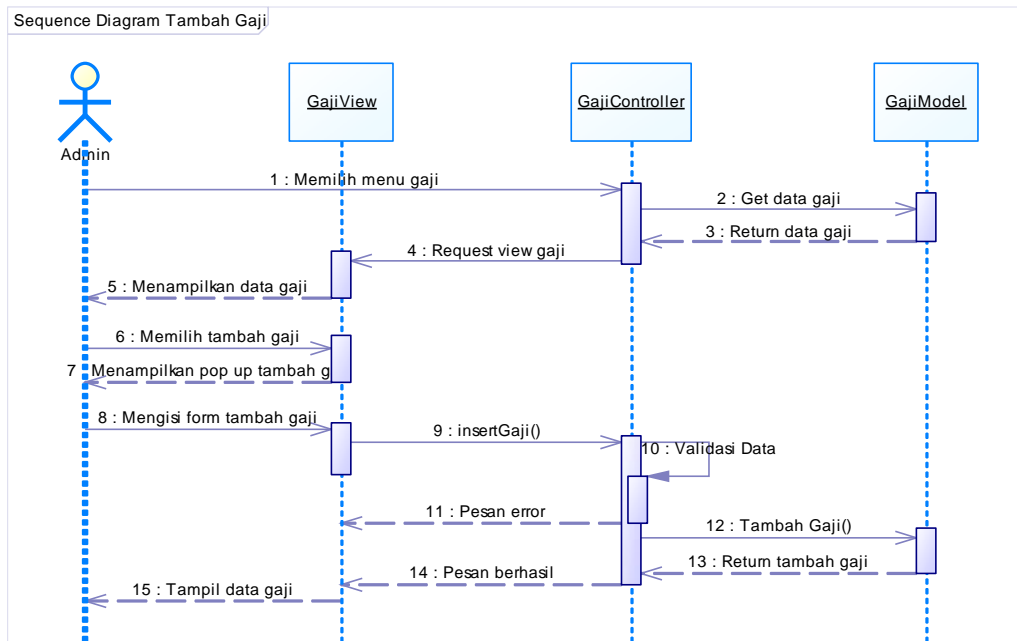 Sequence Diagram Tambah Gaji
Admin
GajiView
GajiController
GajiModel
1 : Memilih menu gaji
2 : Get data gaji
3 : Return data gaji
4 : Request view gaji
5 : Menampilkan data gaji
6 : Memilih tambah gaji
7 Menampilkan pop up tambah g
8 : Mengisi form tambah gaji
9 : insertGaji()
10 : Validasi Data
11 : Pesan error
12 : Tambah Gaji()
13 : Return tambah gaji
14 : Pesan berhasil
15 : Tampil data gaji